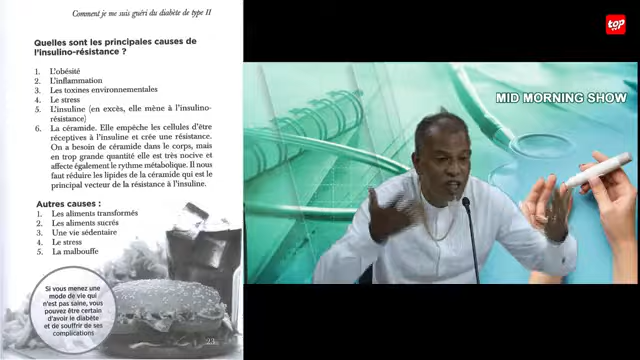 Comment je me suis guéri du diabète de type II
Quelles sont les principales causes de
l'insulino-résistance ?
1. L'obésité
2. L'inflammation
3. Les toxines environnementales
4. Le stress
5. L'insuline (en excès, elle mène à l'insulino-
résistance)
6. La céramide. Elle empêche les cellules d'être
réceptives à l'insuline et crée une résistance.
On a besoin de céramide dans le corps, mais
en trop grande quantité elle est très nocive et
affecte également le rythme métabolique. Il nous
faut réduire les lipides de la céramide qui est le
principal vecteur de la résistance à l'insuline.
Autres causes :
1. Les aliments transformés
2. Les aliments sucrés
3. Une vie sédentaire
4. Le stress
5. La malbouffe
Si vous menez une
mode de vie qui
n'est pas saine, vous
pouvez être certain
d'avoir le diabète
et de souffrir de ses
complications
23
MID MORNING SHOW
top